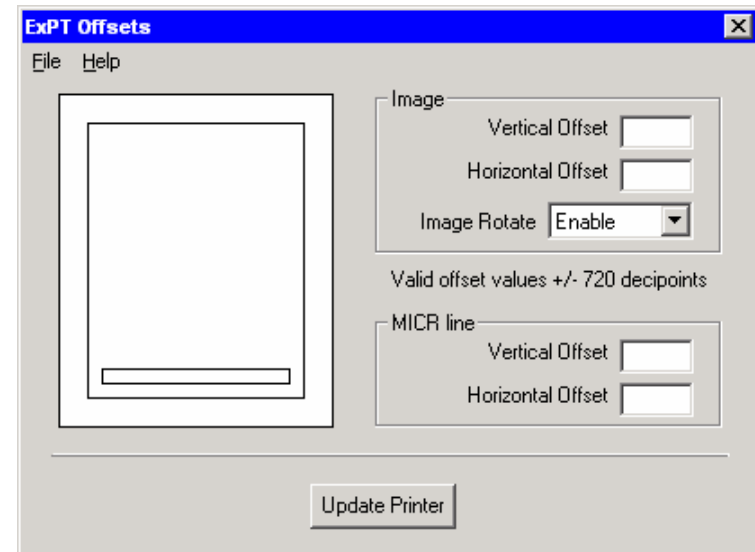 ExPT Offsets
File Help
Image
Vertical Offset
Horizontal Offset
Image Rotate Enable
Valid offset values +/- 720 decipoints
MICR line
Vertical Offset
Horizontal Offset
Update Printer